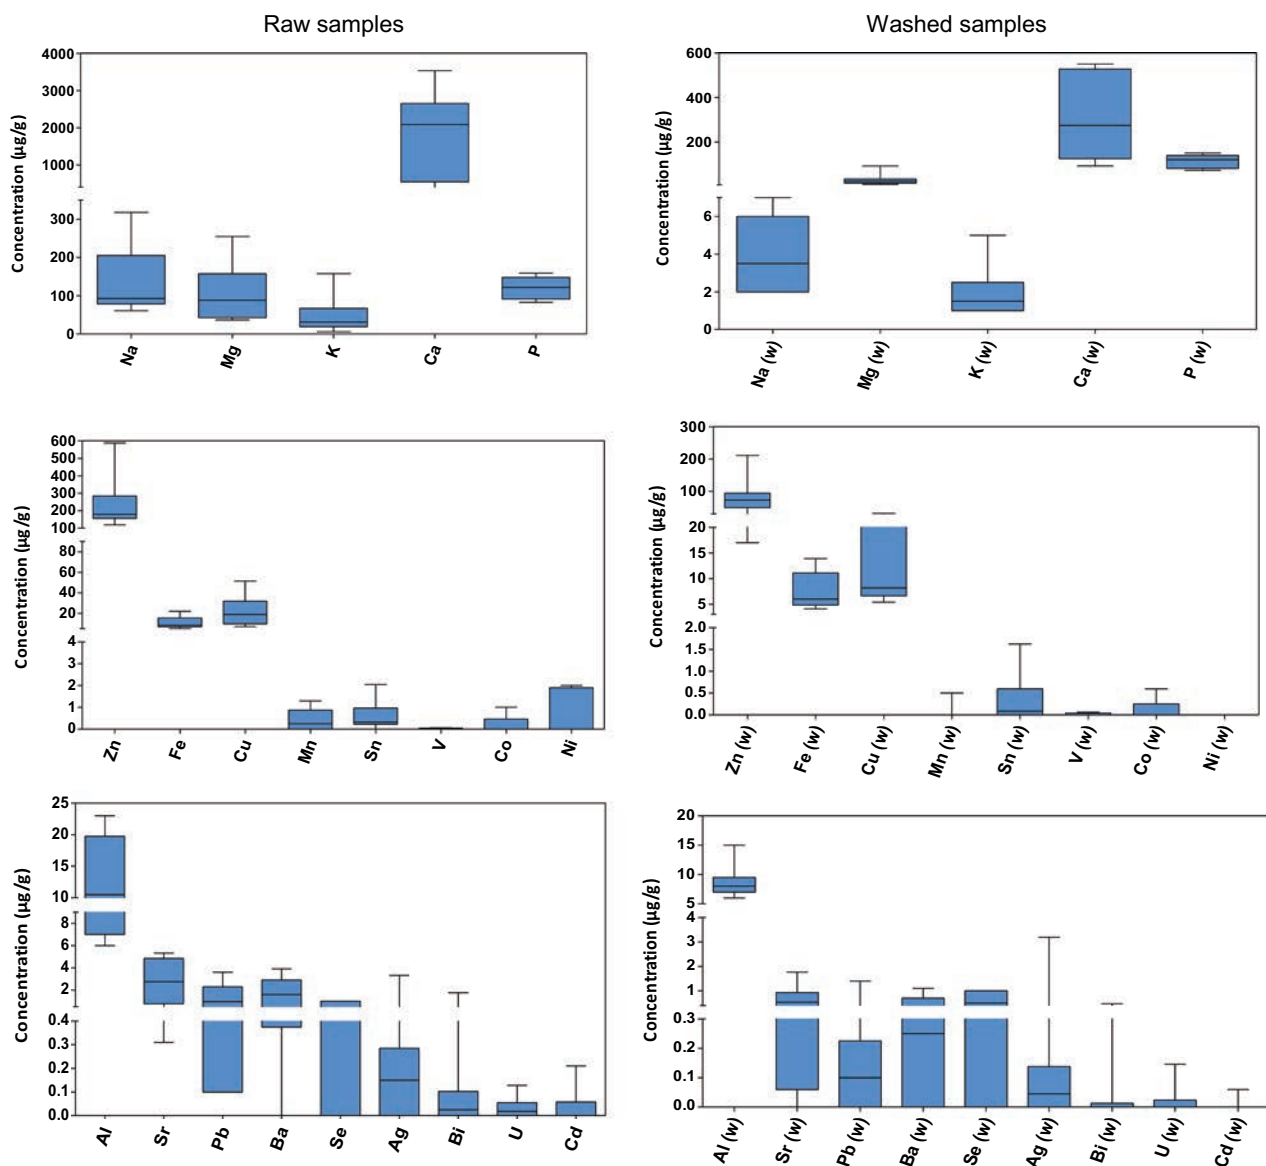 Raw samples
Washed samples
Concentration (µg/g)
4000
3000
2000
1000
300
200
100
0
Na
Mg
K
Ca
P
Concentration (µg/g)
600
400
200
6
4
2
0
Na (w)
Mg (w)
K (w)
Ca (w)
P (w)
Concentration (µg/g)
600
500
400
300
200
100
80
60
40
20
4
3
2
1
0
Zn
Fe
Cu
Mn
Sn
V
Co
Ni
Concentration (µg/g)
300
200
100
20
15
10
5
2.0
1.5
1.0
0.5
0.0
Zn (w)
Fe (w)
Cu (w)
Mn (w)
Sn (w)
V (w)
Co (w)
Ni (w)
Concentration (µg/g)
25
20
15
10
8
6
4
2
0.4
0.3
0.2
0.1
0.0
Al
Sr
Pb
Ba
Se
Ag
Bi
U
Cd
Concentration (µg/g)
20
15
10
5
4
3
2
1
0.3
0.2
0.1
0.0
Al (w)
Sr (w)
Pb (w)
Ba (w)
Se (w)
Ag (w)
Bi (w)
U (w)
Cd (w)